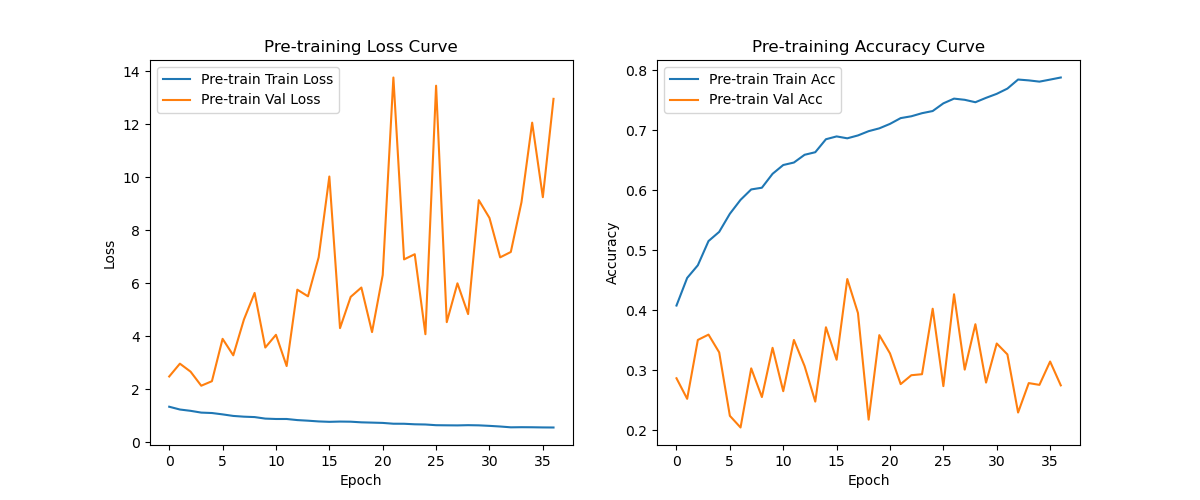 Pre-training Loss Curve
Pre-train Train Loss
Pre-train Val Loss
Loss
14
12
10
8
6
4
2
0
0 5 10 15 20 25 30 35
Epoch
Pre-training Accuracy Curve
Pre-train Train Acc
Pre-train Val Acc
Accuracy
0.8
0.7
0.6
0.5
0.4
0.3
0.2
0 5 10 15 20 25 30 35
Epoch